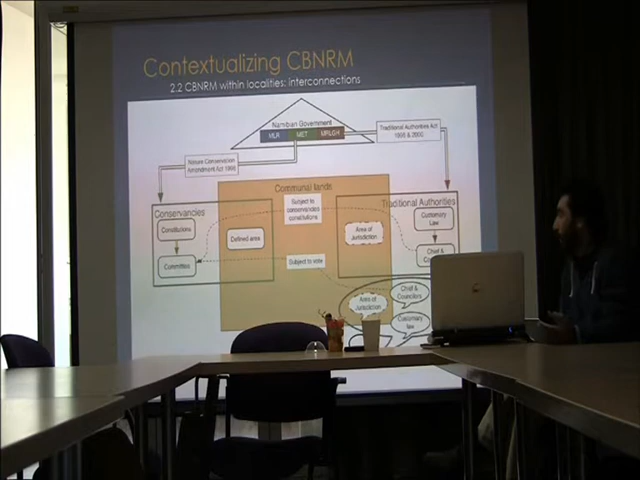 Contextualizing CBNRM
2.2 CBNRM within localities: interconnections
Namibian Government
MLR MET MRLGH
Traditional Authorities Act
1995 & 2000
Nature Conservation
Amendment Act 1996
Communal lands
Conservancies
Constitutions
Committees
Defined area
Subject to
conservancies
constitutions
Subject to vote
Traditional Authorities
Area of
Jurisdiction
Customary
Law
Chief &
Area of
Jurisdiction
Chief &
Councilors
Customary
law